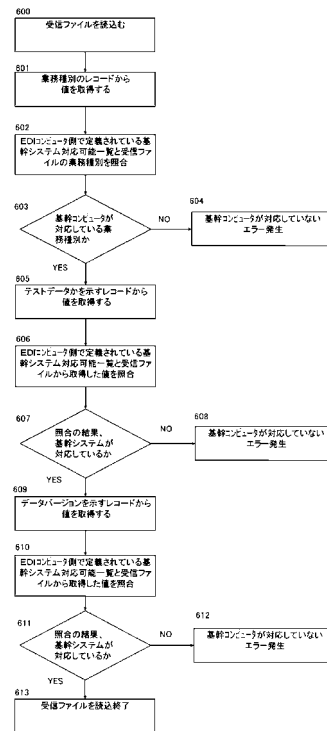 600
受信ファイルを読込む
601
業務種別のレコードから
値を取得する
602
EDIコンピュータ側で定義されている基
幹システム対応可能一覧と受信ファ
イルの業務種別を照合
603
基幹コンピュータが
対応している業
務種別か
NO
604
基幹コンピュータが対応していない
エラー発生
YES
605
テストデータかを示すレコードから
値を取得する
606
EDIコンピュータ側で定義されている基
幹システム対応可能一覧と受信ファ
イルから取得した値を照合
607
照合の結果、
基幹システムが
対応しているか
NO
608
基幹コンピュータが対応していない
エラー発生
YES
609
データバージョンを示すレコードから
値を取得する
610
EDIコンピュータ側で定義されている基
幹システム対応可能一覧と受信ファ
イルから取得した値を照合
611
照合の結果、
基幹システムが
対応しているか
NO
612
基幹コンピュータが対応していない
エラー発生
YES
613
受信ファイルを読込終了